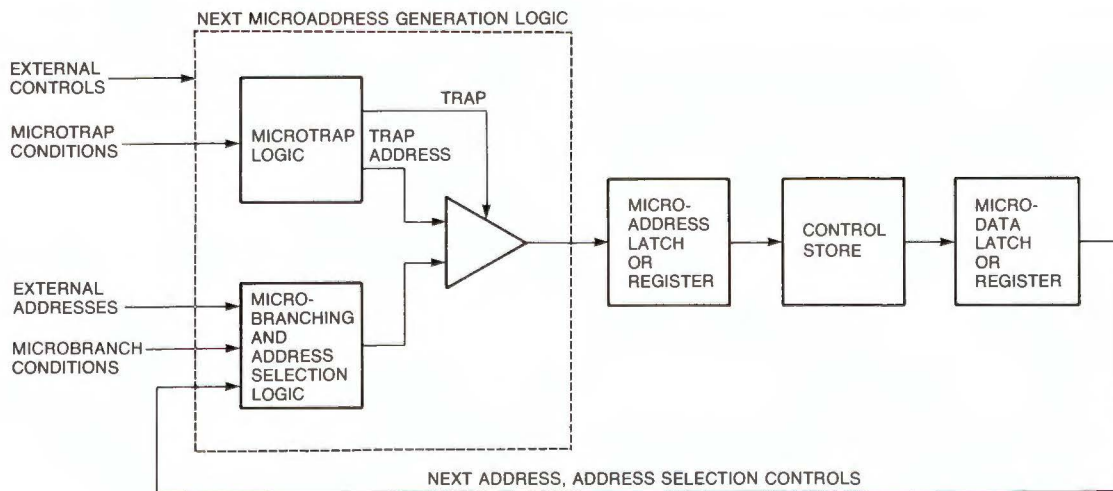 NEXT MICROADDRESS GENERATION LOGIC
EXTERNAL
CONTROLS
MICROTRAP
CONDITIONS
MICROTRAP
LOGIC
TRAP
TRAP
ADDRESS
EXTERNAL
ADDRESSES
MICROBRANCH
CONDITIONS
MICRO-
BRANCHING
AND
ADDRESS
SELECTION
LOGIC
MICRO-
ADDRESS
LATCH
OR
REGISTER
CONTROL
STORE
MICRO-
DATA
LATCH
OR
REGISTER
NEXT ADDRESS, ADDRESS SELECTION CONTROLS